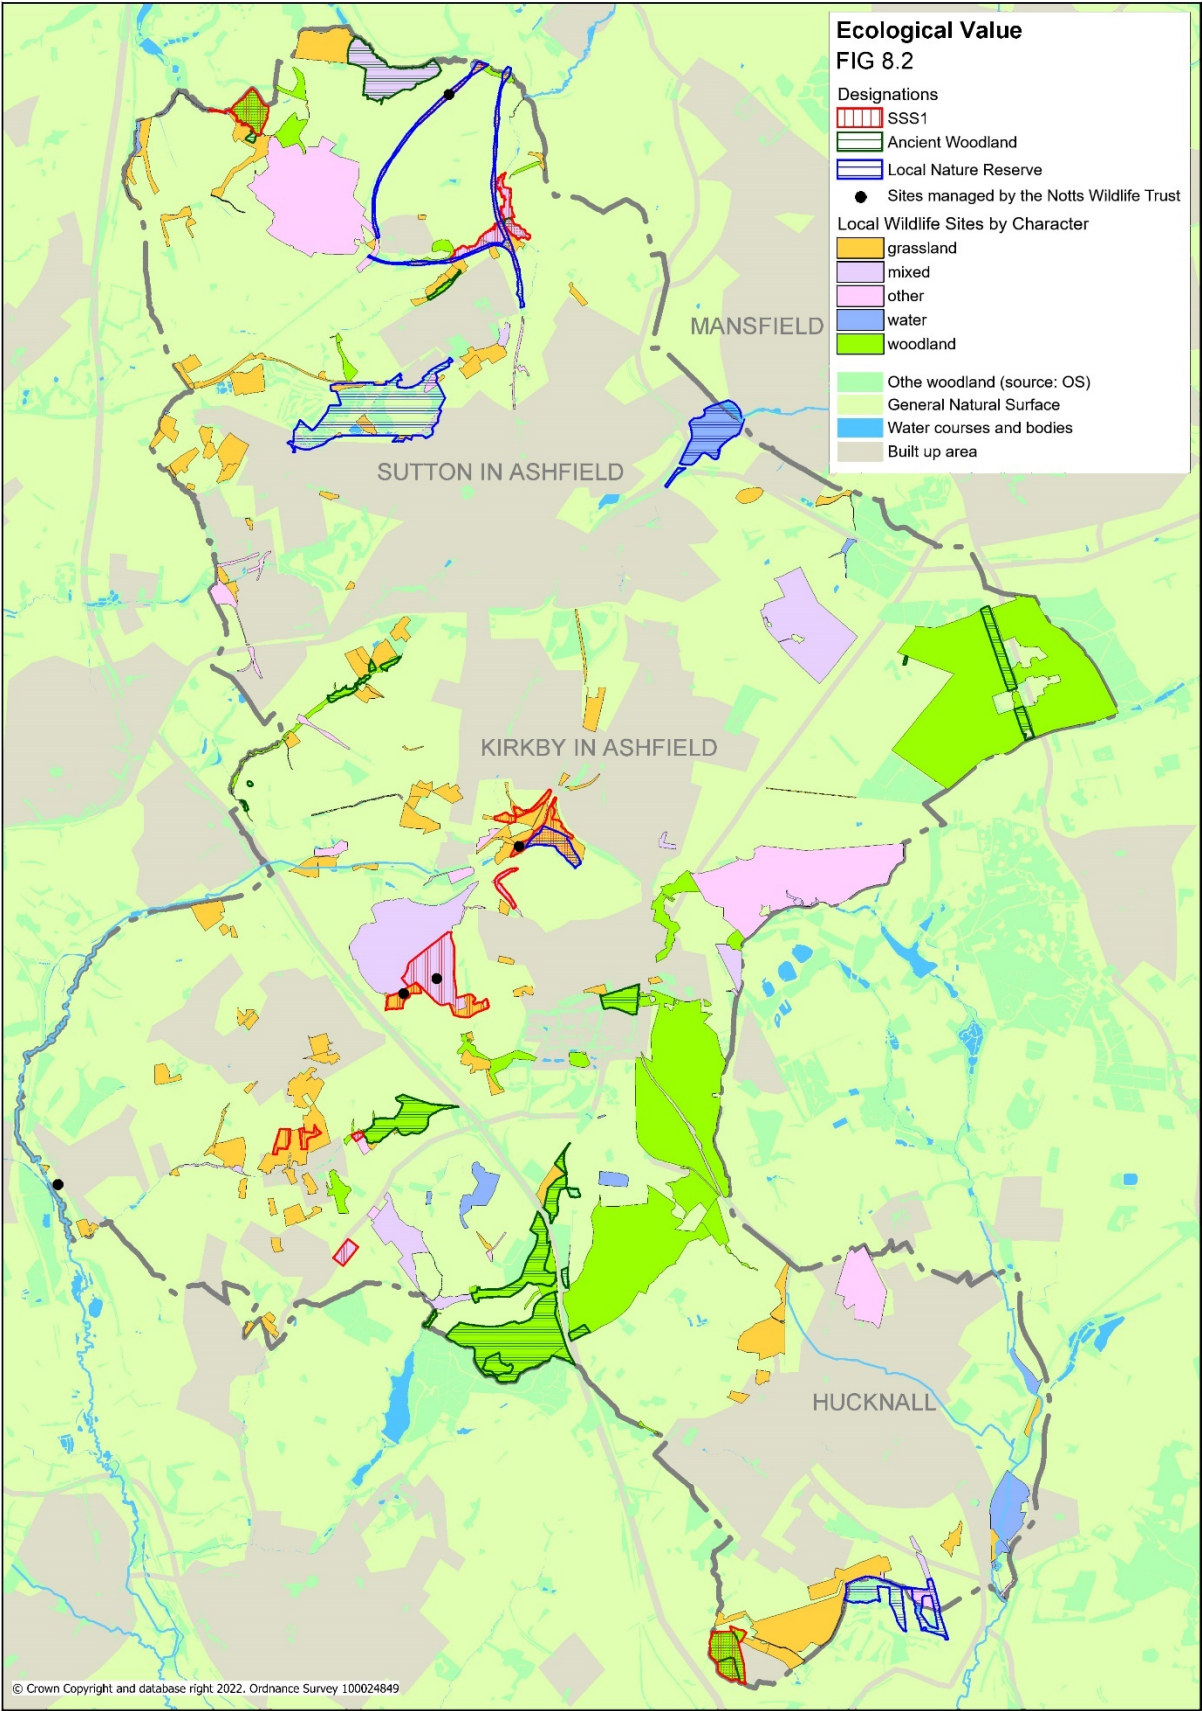 Ecological Value
FIG 8.2
Designations
SSS1
Ancient Woodland
Local Nature Reserve
Sites managed by the Notts Wildlife Trust
Local Wildlife Sites by Character
grassland
mixed
other
water
woodland
Othe woodland (source: OS)
General Natural Surface
Water courses and bodies
Built up area
MANSFIELD
SUTTON IN ASHFIELD
KIRKBY IN ASHFIELD
HUCKNALL
© Crown Copyright and database right 2022. Ordnance Survey 100024849